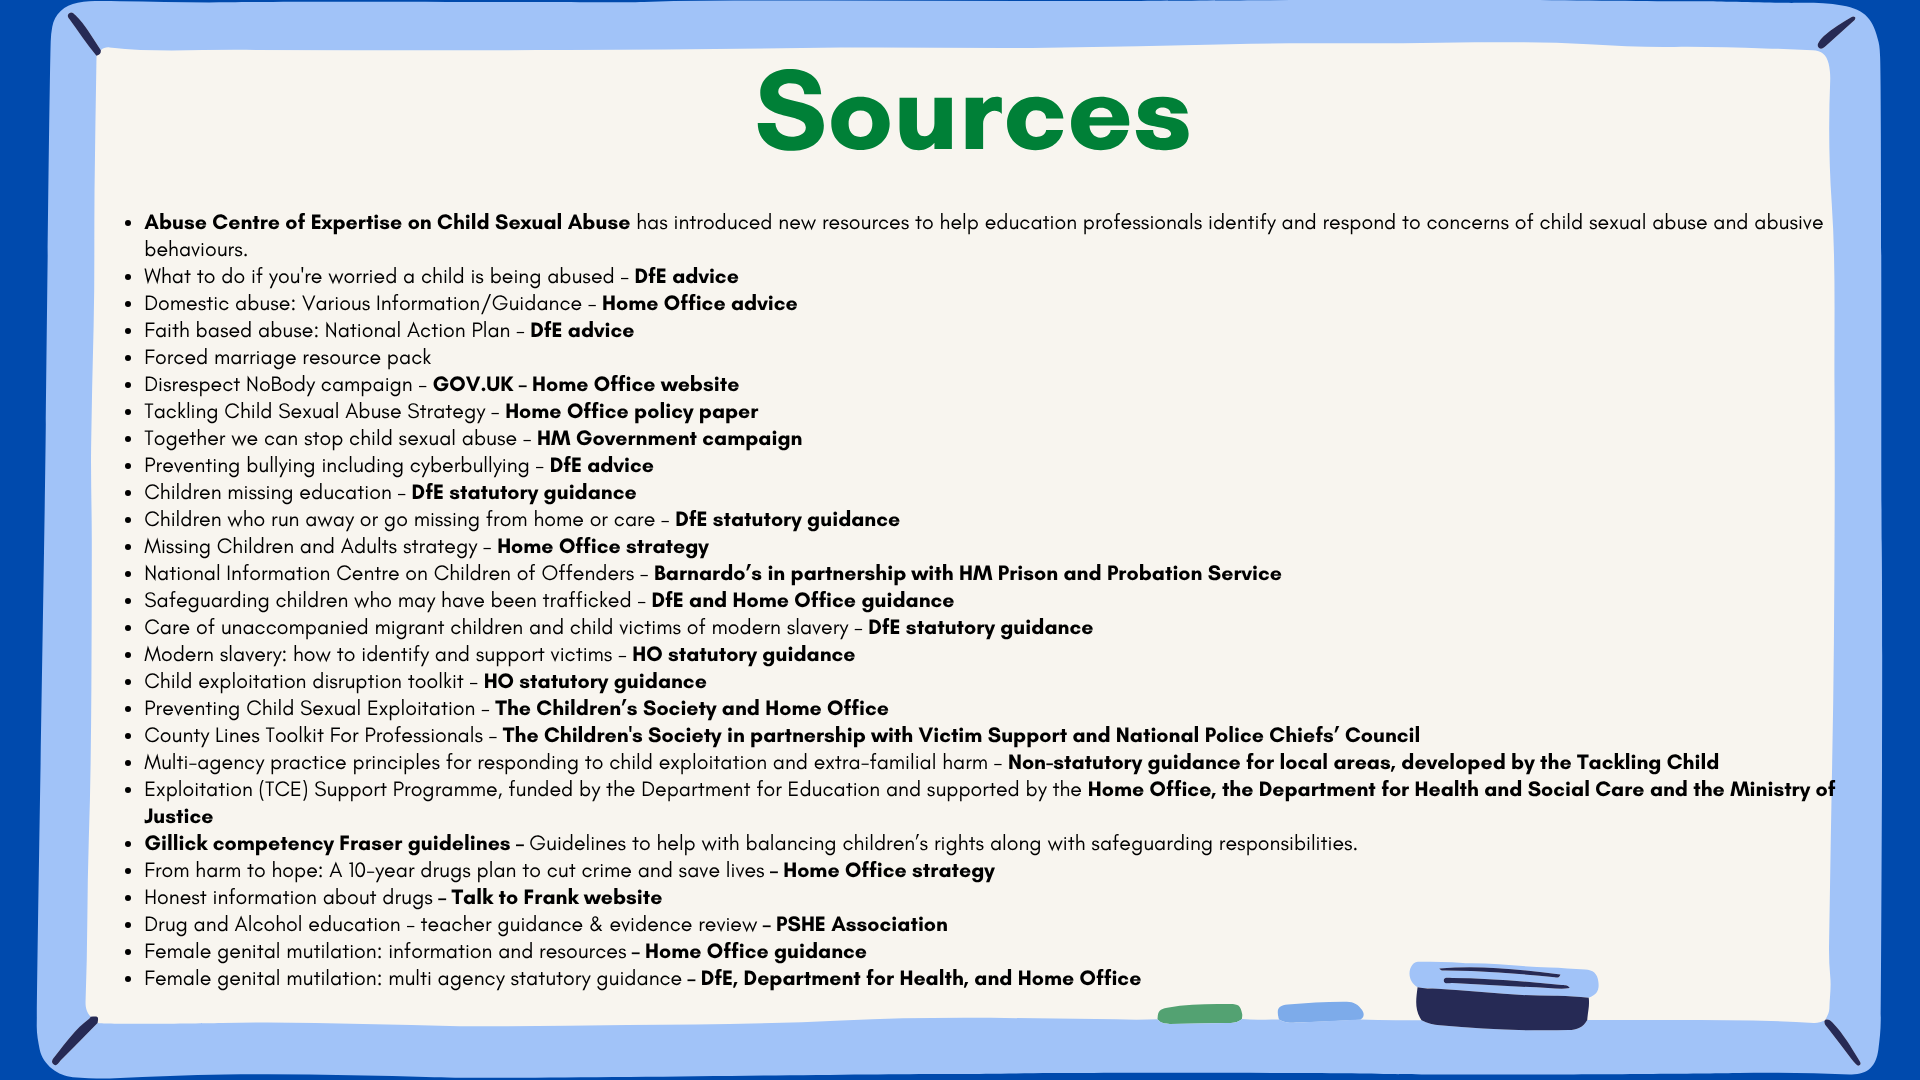 Sources
• Abuse Centre of Expertise on Child Sexual Abuse has introduced new resources to help education professionals identify and respond to concerns of child sexual abuse and abusive
behaviours.
• What to do if you're worried a child is being abused – DfE advice
• Domestic abuse: Various Information/Guidance – Home Office advice
• Faith based abuse: National Action Plan – DfE advice
• Forced marriage resource pack
• Disrespect NoBody campaign – GOV.UK – Home Office website
• Tackling Child Sexual Abuse Strategy – Home Office policy paper
• Together we can stop child sexual abuse – HM Government campaign
• Preventing bullying including cyberbullying – DfE advice
• Children missing education – DfE statutory guidance
• Children who run away or go missing from home or care – DfE statutory guidance
• Missing Children and Adults strategy – Home Office strategy
• National Information Centre on Children of Offenders – Barnardo’s in partnership with HM Prison and Probation Service
• Safeguarding children who may have been trafficked – DfE and Home Office guidance
• Care of unaccompanied migrant children and child victims of modern slavery – DfE statutory guidance
• Modern slavery: how to identify and support victims – HO statutory guidance
• Child exploitation disruption toolkit – HO statutory guidance
• Preventing Child Sexual Exploitation – The Children’s Society and Home Office
• County Lines Toolkit For Professionals – The Children's Society in partnership with Victim Support and National Police Chiefs’ Council
• Multi-agency practice principles for responding to child exploitation and extra-familial harm – Non-statutory guidance for local areas, developed by the Tackling Child
• Exploitation (TCE) Support Programme, funded by the Department for Education and supported by the Home Office, the Department for Health and Social Care and the Ministry of
Justice
• Gillick competency Fraser guidelines – Guidelines to help with balancing children’s rights along with safeguarding responsibilities.
• From harm to hope: A 10-year drugs plan to cut crime and save lives – Home Office strategy
• Honest information about drugs – Talk to Frank website
• Drug and Alcohol education – teacher guidance & evidence review – PSHE Association
• Female genital mutilation: information and resources – Home Office guidance
• Female genital mutilation: multi agency statutory guidance – DfE, Department for Health, and Home Office